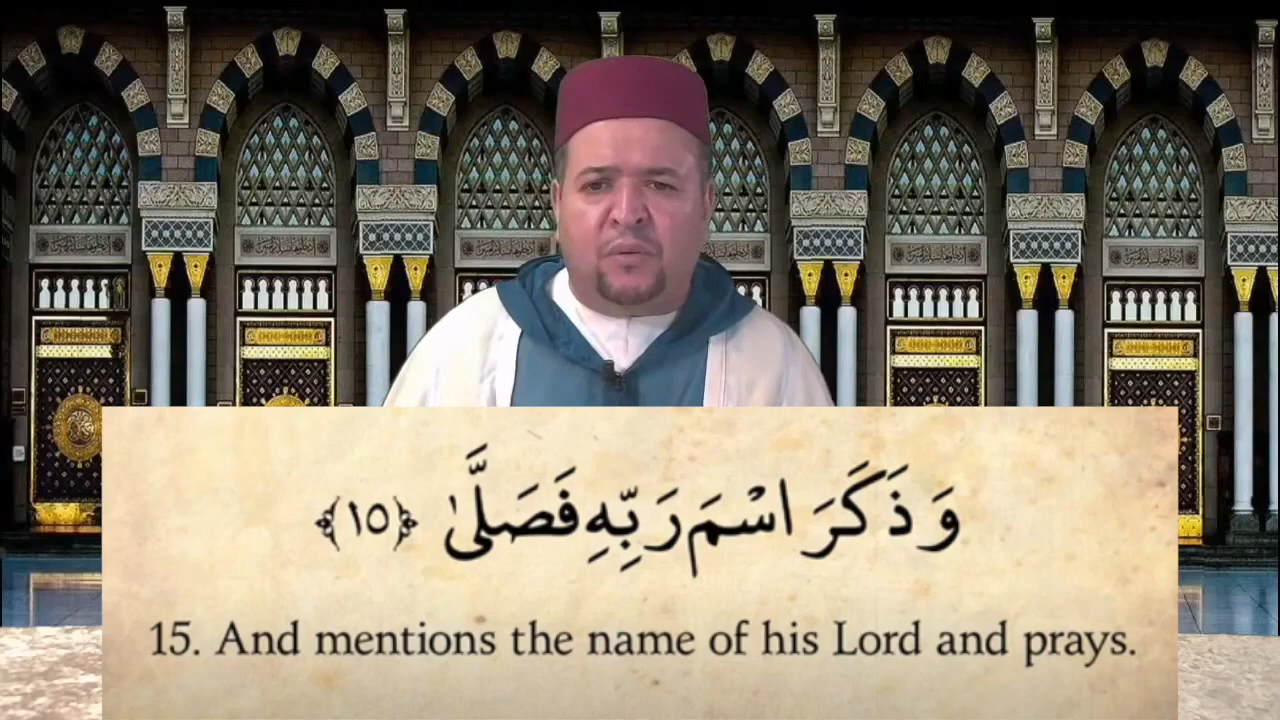 وَذَكَرَ اسْمَ رَبِّهِ فَصَلَّىٰ ﴿١٥﴾
15. And mentions the name of his Lord and prays.